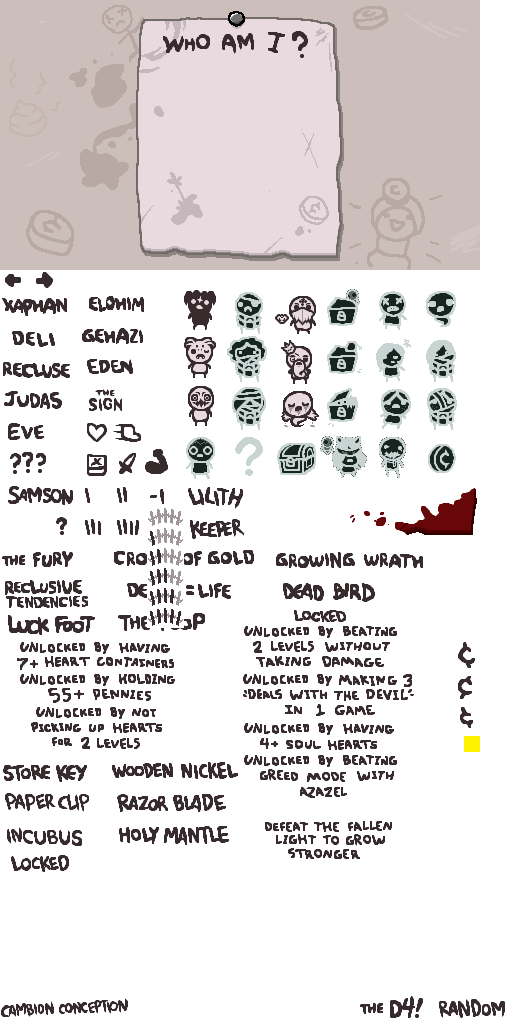 WHO AM I?
XAPHAN ELOHIM
DELI GEHAZI
RECLUSE EDEN
JUDAS THE SIGN
EVE
???
SAMSON I II -I LILITH
? III IIII KEEPER
THE FURY OF GOLD GROWING WRATH
RECLUSIVE TENDENCIES = LIFE DEAD BIRD
LUCK FOOT
LOCKED
UNLOCKED BY BEATING
2 LEVELS WITHOUT
TAKING DAMAGE
UNLOCKED BY MAKING 3
"DEALS WITH THE DEVIL"
IN 1 GAME
UNLOCKED BY HAVING
4+ SOUL HEARTS
UNLOCKED BY BEATING
GREED MODE WITH
AZAZEL
UNLOCKED BY HAVING
7+ HEART CONTAINERS
UNLOCKED BY HOLDING
55+ PENNIES
UNLOCKED BY NOT
PICKING UP HEARTS
FOR 2 LEVELS
¢
¢
¢
STORE KEY WOODEN NICKEL
PAPER CLIP RAZOR BLADE
INCUBUS HOLY MANTLE
LOCKED
DEFEAT THE FALLEN
LIGHT TO GROW
STRONGER
CAMBION CONCEPTION THE D4! RANDOM